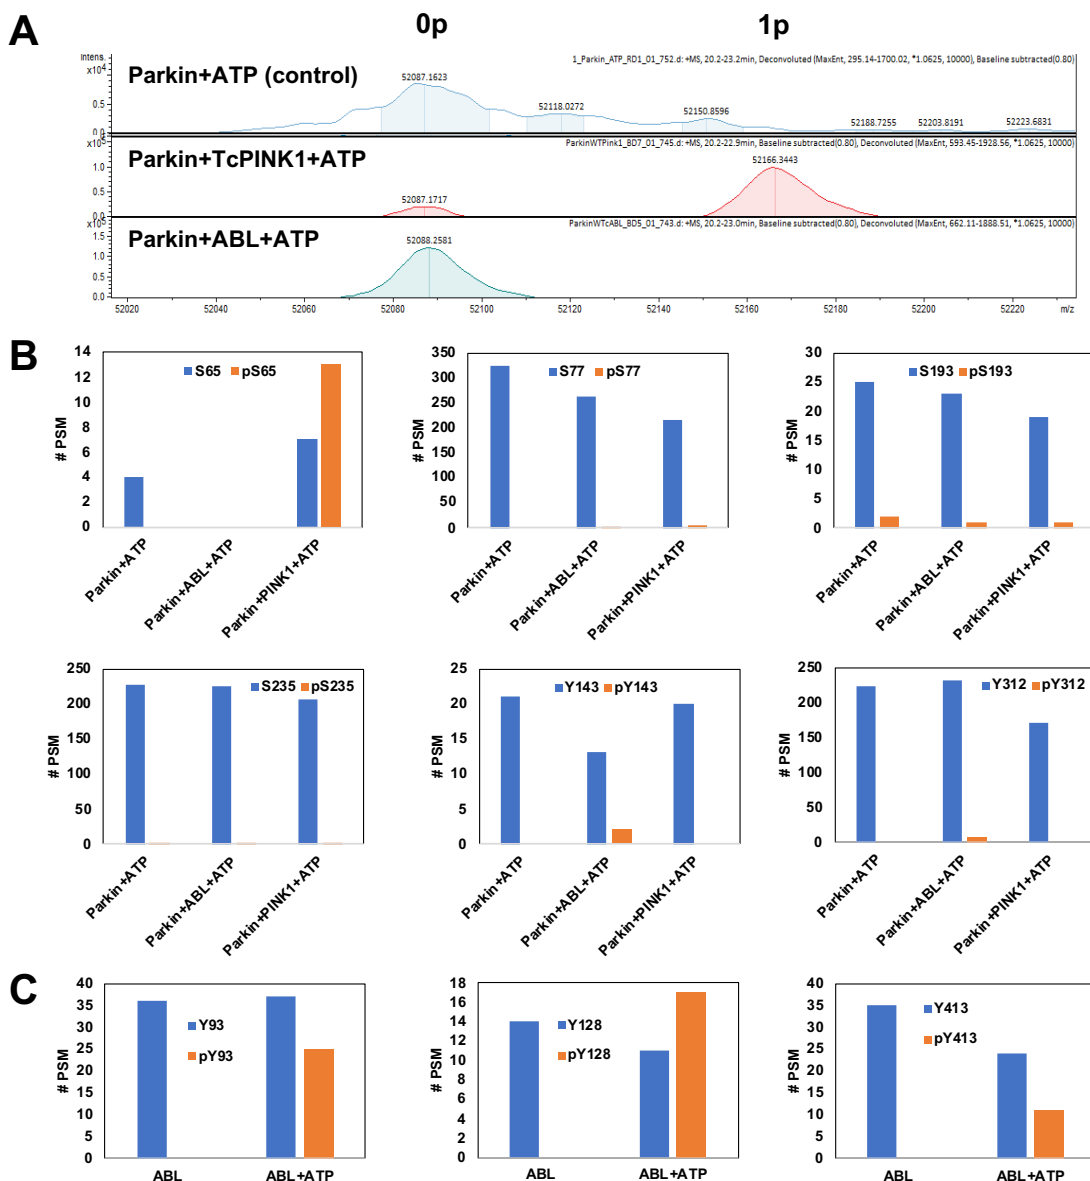 A
0p
1p
Intens.
x10⁴
Parkin+ATP (control)
1_Parkin_ATP_RD1_01_752.d: +MS, 20.2-23.2min, Deconvoluted (MaxEnt, 295.14-1700.02, *1.0625, 10000), Baseline subtracted(0.80)
52087.1623
52118.0272
52150.8596
52188.7255
52203.8191
52223.6831
1.0
0.5
0.0
x10⁵
Parkin+TcPINK1+ATP
ParkinWTPink1_BD7_01_745.d: +MS, 20.2-22.9min, Baseline subtracted(0.80), Deconvoluted (MaxEnt, 593.45-1928.56, *1.0625, 10000)
52087.1717
52166.3443
1.0
0.5
0.0
x10⁵
Parkin+ABL+ATP
ParkinWTcABL_BD5_01_743.d: +MS, 20.2-23.0min, Baseline subtracted(0.80), Deconvoluted (MaxEnt, 662.11-1888.51, *1.0625, 10000)
52088.2581
1.5
1.0
0.5
0.0
52020 52040 52060 52080 52100 52120 52140 52160 52180 52200 52220 m/z
B
# PSM
14
12
10
8
6
4
2
0
S65 pS65
Parkin+ATP
Parkin+ABL+ATP
Parkin+PINK1+ATP
# PSM
350
300
250
200
150
100
50
0
S77 pS77
Parkin+ATP
Parkin+ABL+ATP
Parkin+PINK1+ATP
# PSM
30
25
20
15
10
5
0
S193 pS193
Parkin+ATP
Parkin+ABL+ATP
Parkin+PINK1+ATP
# PSM
250
200
150
100
50
0
S235 pS235
Parkin+ATP
Parkin+ABL+ATP
Parkin+PINK1+ATP
# PSM
25
20
15
10
5
0
Y143 pY143
Parkin+ATP
Parkin+ABL+ATP
Parkin+PINK1+ATP
# PSM
250
200
150
100
50
0
Y312 pY312
Parkin+ATP
Parkin+ABL+ATP
Parkin+PINK1+ATP
C
# PSM
40
35
30
25
20
15
10
5
0
Y93
pY93
ABL
ABL+ATP
# PSM
18
16
14
12
10
8
6
4
2
0
Y128
pY128
ABL
ABL+ATP
# PSM
40
35
30
25
20
15
10
5
0
Y413
pY413
ABL
ABL+ATP